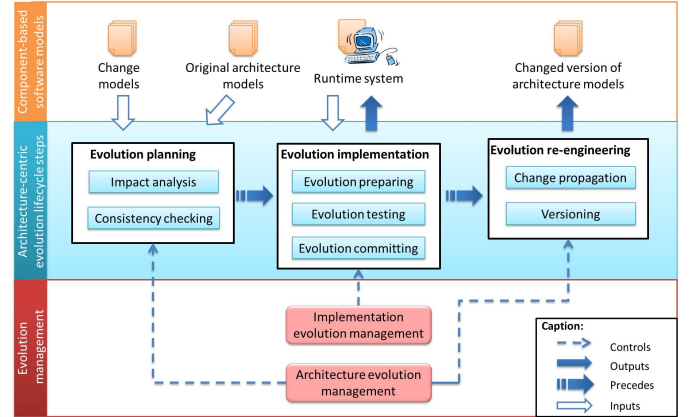 Component-based
software models
Change
models
Original architecture
models
Runtime system
Changed version of
architecture models
Architecture-centric
evolution lifecycle steps
Evolution planning
Impact analysis
Consistency checking
Evolution implementation
Evolution preparing
Evolution testing
Evolution committing
Evolution re-engineering
Change propagation
Versioning
Evolution
management
Implementation
evolution management
Architecture evolution
management
Caption:
Controls
Outputs
Precedes
Inputs